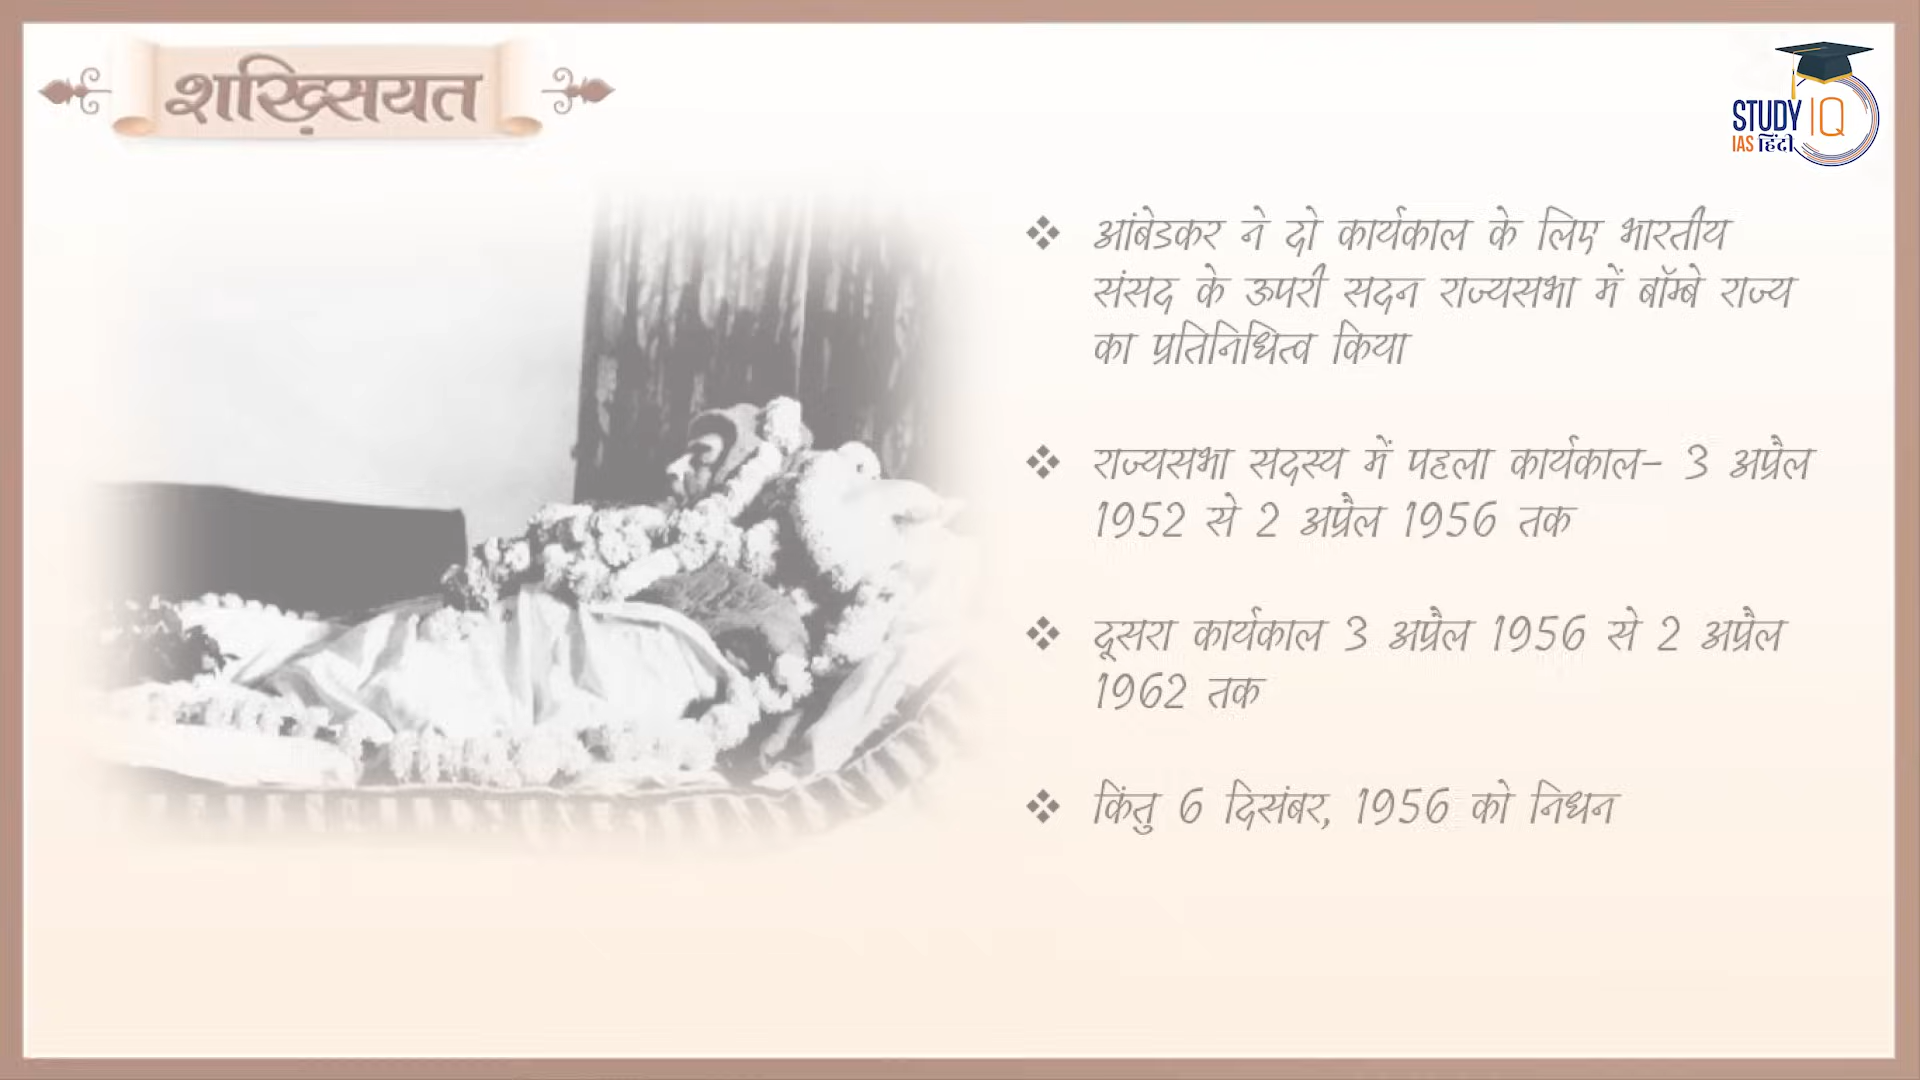 शख़्सियत
STUDY IQ
IAS हिंदी
❖ आंबेडकर ने दो कार्यकाल के लिए भारतीय
संसद के ऊपरी सदन राज्यसभा में बॉम्बे राज्य
का प्रतिनिधित्व किया
❖ राज्यसभा सदस्य में पहला कार्यकाल- 3 अप्रैल
1952 से 2 अप्रैल 1956 तक
❖ दूसरा कार्यकाल 3 अप्रैल 1956 से 2 अप्रैल
1962 तक
❖ किंतु 6 दिसंबर, 1956 को निधन